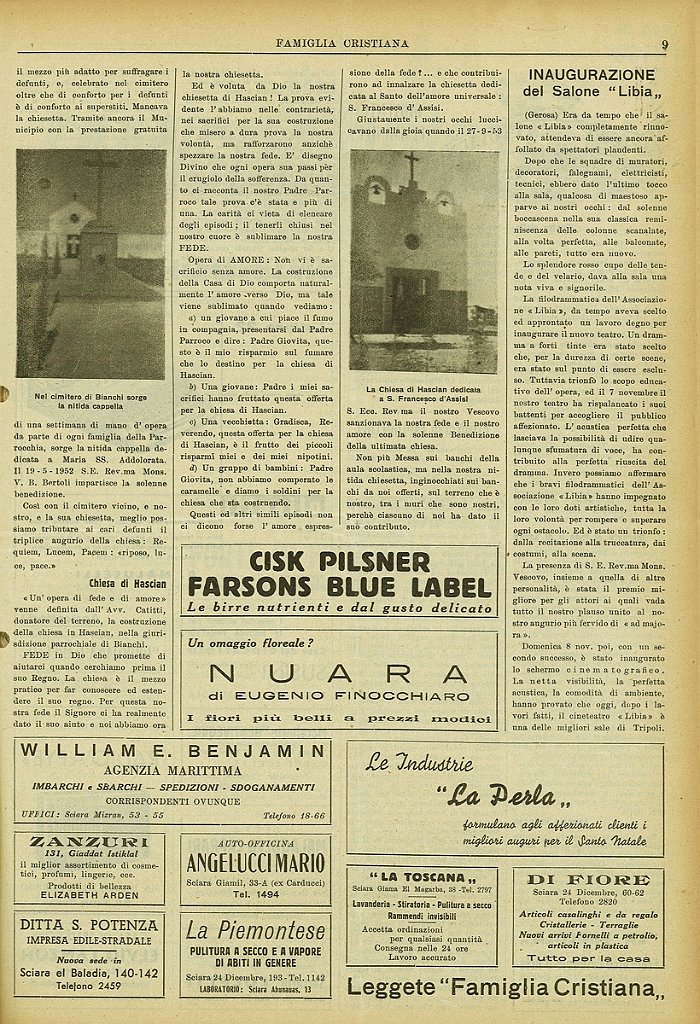 FAMIGLIA CRISTIANA
9
il mezzo più adatto per suffragare i
defunti, e, celebrato nel cimitero
oltre che di conforto per i defunti
è di conforto ai superstiti, Mancava
la chiesetta. Tramite ancora il Mu-
nicipio con la prestazione gratuita
Nel cimitero di Bianchi sorge
la nitida cappella
di una settimana di mano d'opera
da parte di ogni famiglia della Par-
rocchia, sorge la nitida cappella de-
dicata a Maria SS. Addolorata.
Il 19-5-1952 S.E. Rev.ma Mons.
V. B. Bertoli impartisce la solenne
benedizione.
Così con il cimitero vicino, e no-
stro, e la sua chiesetta, meglio pos-
siamo tributare ai cari defunti il
triplice augurio della chiesa: Re-
quiem, Lucem, Pacem: «riposo, lu-
ce, pace.»
Chiesa di Hascian
«Un'opera di fede e di amore»
venne definita dall'Avv. Catitti,
donatore del terreno, la costruzione
della chiesa in Hascian, nella giuri-
sdizione parrochiale di Bianchi.
FEDE in Dio che promette di
aiutarci quando cerchiamo prima il
suo Regno. La chiesa è il mezzo
pratico per far conoscere ed esten-
dere il suo regno. Per questa no-
stra fede il Signore ci ha realmente
dato il suo aiuto e noi abbiamo ora
la nostra chiesetta.
Ed è voluta da Dio la nostra
chiesetta di Hascian! La prova evi-
dente l'abbiamo nelle contrarietà,
nei sacrifici per la sua costruzione
che misero a dura prova la nostra
volontà, ma rafforzarono anzichè
spezzare la nostra fede. E' disegno
Divino che ogni opera sua passi pèr
il crugiolo della sofferenza. Da quan-
to ci racconta il nostro Padre Par-
roco tale prova c'è stata e più di
una. La carità ci vieta di elencare
degli episodi; il tenerli chiusi nel
nostro cuore è sublimare la nostra
FEDE.
Opera di AMORE: Non vi è sa-
crificio senza amore. La costruzione
della Casa di Dio comporta natural-
mente l'amore verso Dio, ma tale
viene sublimato quando vediamo:
a) un giovane a cui piace il fumo
in compagnia, presentarsi dal Padre
Parroco e dire: Padre Giovita, que-
sto è il mio risparmio sul fumare
che lo destino per la chiesa di
Hascian.
b) Una giovane: Padre i miei sa-
crifici hanno fruttato questa offerta
per la chiesa di Hascian.
c) Una vecchietta: Gradisca, Re-
verendo, questa offerta per la chiesa
di Hascian, è il frutto dei piccoli
risparmi miei e dei miei nipotini.
d) Un gruppo di bambini: Padre
Giovita, non abbiamo comperato le
caramelle e diamo i soldini per la
chiesa che sta costruendo.
Questi ed altri simili episodi non
ci dicono forse l'amore espres-
sione della fede?... e che contribui-
rono ad innalzare la chiesetta dedi-
cata al Santo dell'amore universale:
S. Francesco d'Assisi.
Giustamente i nostri occhi lucci-
cavano dalla gioia quando il 27-9-53
La Chiesa di Hascian dedicata
a S. Francesco d'Assisi
S. Ecc. Rev ma il nostro Vescovo
sanzionava la nostra fede e il nostro
amore con la solenne Benedizione
della ultimata chiesa.
Non più Messa sui banchi della
aula scolastica, ma nella nostra ni-
tida chiesetta, inginocchiati sui ban-
chi da noi offerti, sul terreno che è
nostro, tra i muri che sono nostri,
perchè ciascuno di noi ha dato il
suo contributo.
INAUGURAZIONE
del Salone "Libia„
(Gerosa) Era da tempo che il sa-
lone «Libia» completamente rinno-
vato, attendeva di essere ancora af-
follato da spettatori plaudenti.
Dopo che le squadre di muratori,
decoratori, falegnami, elettricisti,
tecnici, ebbero dato l'ultimo tocco
alla sala, qualcosa di maestoso ap-
parve ai nostri occhi: dal solenne
boccascena nella sua classica remi-
niscenza delle colonne scanalate,
alla volta perfetta, alle balconate,
alle pareti, tutto era nuovo.
Lo splendore rosso cupo delle ten-
de e del velario, dava alla sala una
nota viva e signorile.
La filodrammatica dell'Associazio-
ne «Libia», da tempo aveva scelto
ed approntato un lavoro degno per
inaugurare il nuovo teatro. Un dram-
ma a forti tinte era stato scelto
che, per la durezza di certe scene,
era stato sul punto di essere esclu-
so. Tuttavia trionfò lo scopo educa-
tivo dell'opera, ed il 7 novembre il
nostro teatro ha rispalancato i suoi
battenti per accogliere il pubblico
affezionato. L'acustica perfetta che
lasciava la possibilità di udire qua-
lunque sfumatura di voce, ha con-
tribuito alla perfetta riuscita del
dramma. Invero possiamo affermare
che i bravi filodrammatici dell'As-
sociazione «Libia» hanno impegnato
con le loro doti artistiche, tutta la
loro volontà per rompere e superare
ogni ostacolo. Ed è stato un trionfo:
dalla recitazione alla truccatura, dai
costumi, alla scena.
La presenza di S. E. Rev.ma Mons.
Vescovo, insieme a quella di altre
personalità, è stata il premio migl-
iore per gli attori ai quali vada
tutto il nostro plauso unito al no-
stro augurio più fervido di «ad majo-
ra».
Domenica 8 nov. poi, con un se-
condo successo, è stato inaugurato
lo schermo cinematografico.
La netta visibilità, la perfetta
acustica, la comodità di ambiente,
hanno provato che oggi, dopo i la-
vori fatti, il cineteatro «Libia» è
una delle migliori sale di Tripoli.
CISK PILSNER
FARSONS BLUE LABEL
Le birre nutrienti e dal gusto delicato
Un omaggio floreale?
NUARA
di EUGENIO FINOCCHIARO
I fiori più belli a prezzi modici
WILLIAM E. BENJAMIN
AGENZIA MARITTIMA
IMBARCHI e SBARCHI — SPEDIZIONI - SDOGANAMENTI
CORRISPONDENTI OVUNQUE
UFFICI: Sciara Mizran, 53 - 55
Telefono 18-66
Le Industrie
"La Perla„
formulano agli affezionati clienti i
migliori auguri per il Santo Natale
ZANZURI
131, Giaddat Istiklal
il miglior assortimento di cosme-
tici, profumi, lingerie, ecc.
Prodotti di bellezza
ELIZABETH ARDEN
AUTO-OFFICINA
ANGELUCCI MARIO
Sciara Giamil, 33-A (ex Carducci)
Tel. 1494
"LA TOSCANA„
Sciara Giama El Magarba, 38 - Tel. 2797
Lavanderia - Stiratoria - Pulitura a secco
Rammendi invisibili
Accetta ordinazioni
per qualsiasi quantità
Consegna nelle 24 ore
Lavoro accurato
DI FIORE
Sciara 24 Dicembre, 60-62
Telefono 2820
Articoli casalinghi e da regalo
Cristallerie - Terraglie
Nuovi arrivi Fornelli a petrolio,
articoli in plastica
Tutto per la casa
DITTA S. POTENZA
IMPRESA EDILE-STRADALE
Nuova sede in
Sciara el Baladia, 140-142
Telefono 2459
La Piemontese
PULITURA A SECCO E A VAPORE
DI ABITI IN GENERE
Sciara 24 Dicembre, 193 - Tel. 1142
LABORATORIO: Sciara Abunauas, 13
Leggete "Famiglia Cristiana„